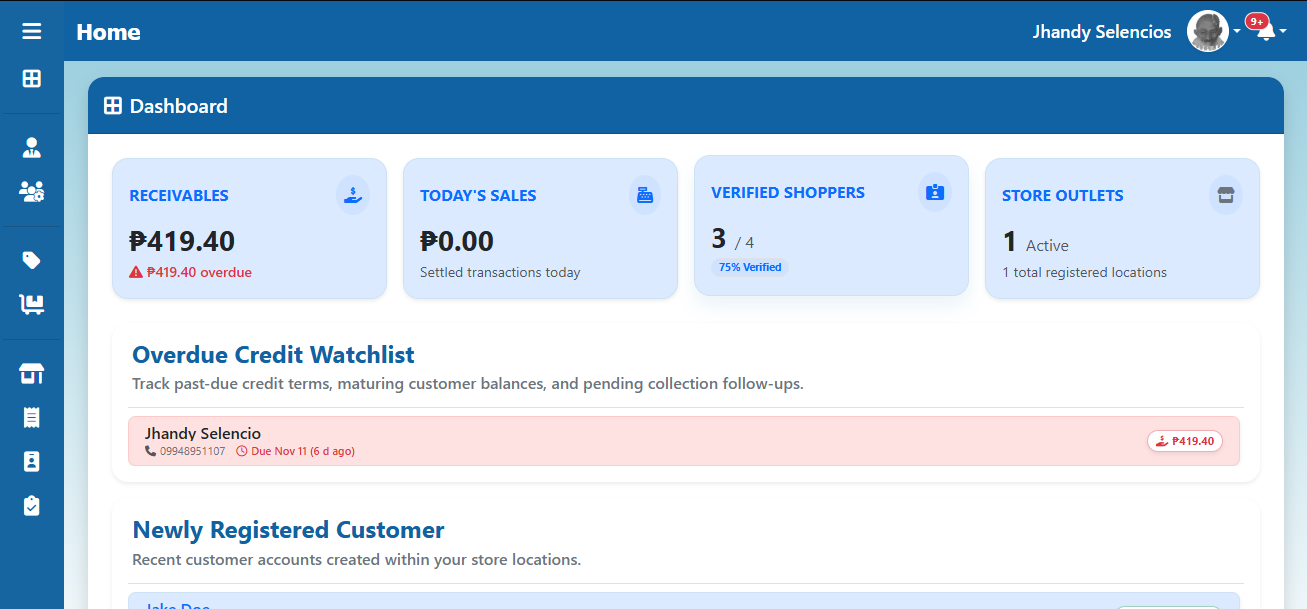 Home
Jhandy Selencios
9+
Dashboard
RECEIVABLES
₱419.40
₱419.40 overdue
TODAY'S SALES
₱0.00
Settled transactions today
VERIFIED SHOPPERS
3 / 4
75% Verified
STORE OUTLETS
1 Active
1 total registered locations
Overdue Credit Watchlist
Track past-due credit terms, maturing customer balances, and pending collection follow-ups.
Jhandy Selencio
09948951107 Due Nov 11 (6 d ago)
₱419.40
Newly Registered Customer
Recent customer accounts created within your store locations.
Jake Doe